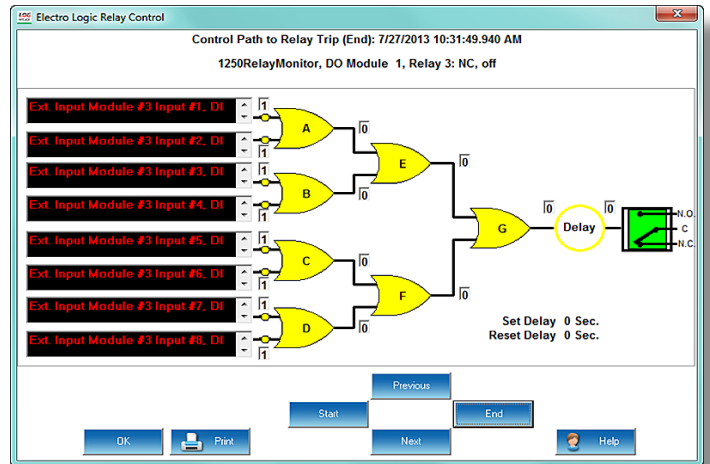 Electro Logic Relay Control
Control Path to Relay Trip (End): 7/27/2013 10:31:49.940 AM
1250RelayMonitor, DO Module 1, Relay 3: NC, off
Ext. Input Module #3 Input #1, DI
1
A
0
Ext. Input Module #3 Input #2, DI
1
E
0
Ext. Input Module #3 Input #3, DI
1
B
0
Ext. Input Module #3 Input #4, DI
1
G
0
Delay
0
N.O.
C
N.C.
Ext. Input Module #3 Input #5, DI
1
C
0
Ext. Input Module #3 Input #6, DI
1
F
0
Ext. Input Module #3 Input #7, DI
1
D
0
Ext. Input Module #3 Input #8, DI
1
Set Delay 0 Sec.
Reset Delay 0 Sec.
Previous
Start
End
OK
Print
Next
Help